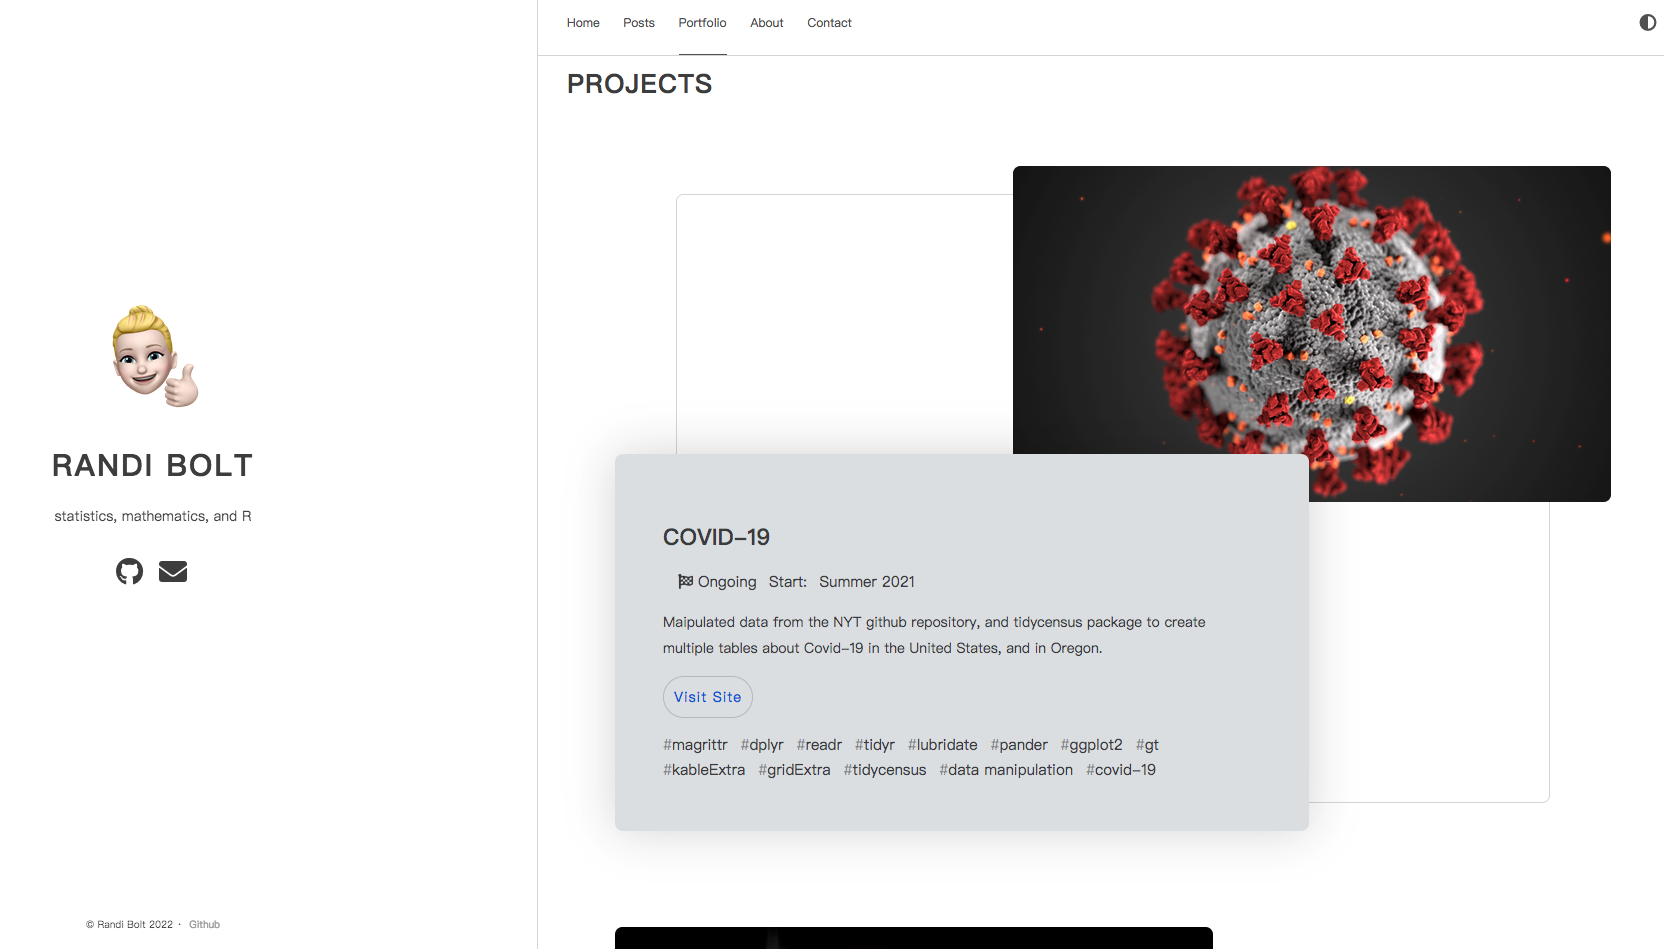 Home Posts Portfolio About Contact
PROJECTS
RANDI BOLT
statistics, mathematics, and R
COVID-19
Ongoing Start: Summer 2021
Maipulated data from the NYT github repository, and tidycensus package to create
multiple tables about Covid-19 in the United States, and in Oregon.
Visit Site
#magrittr #dplyr #readr #tidyr #lubridate #pander #ggplot2 #gt
#kableExtra #gridExtra #tidycensus #data manipulation #covid-19
© Randi Bolt 2022 · Github